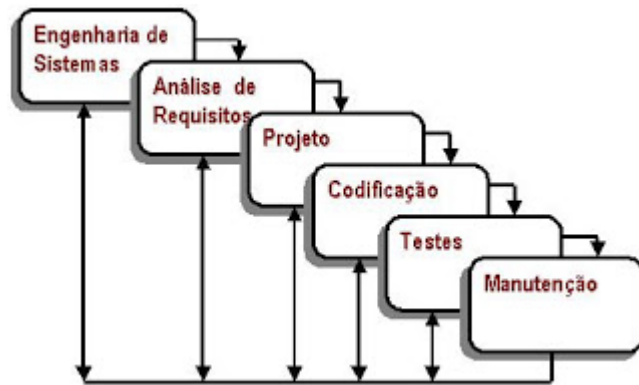 Engenharia de
Sistemas
Análise de
Requisitos
Projeto
Codificação
Testes
Manutenção